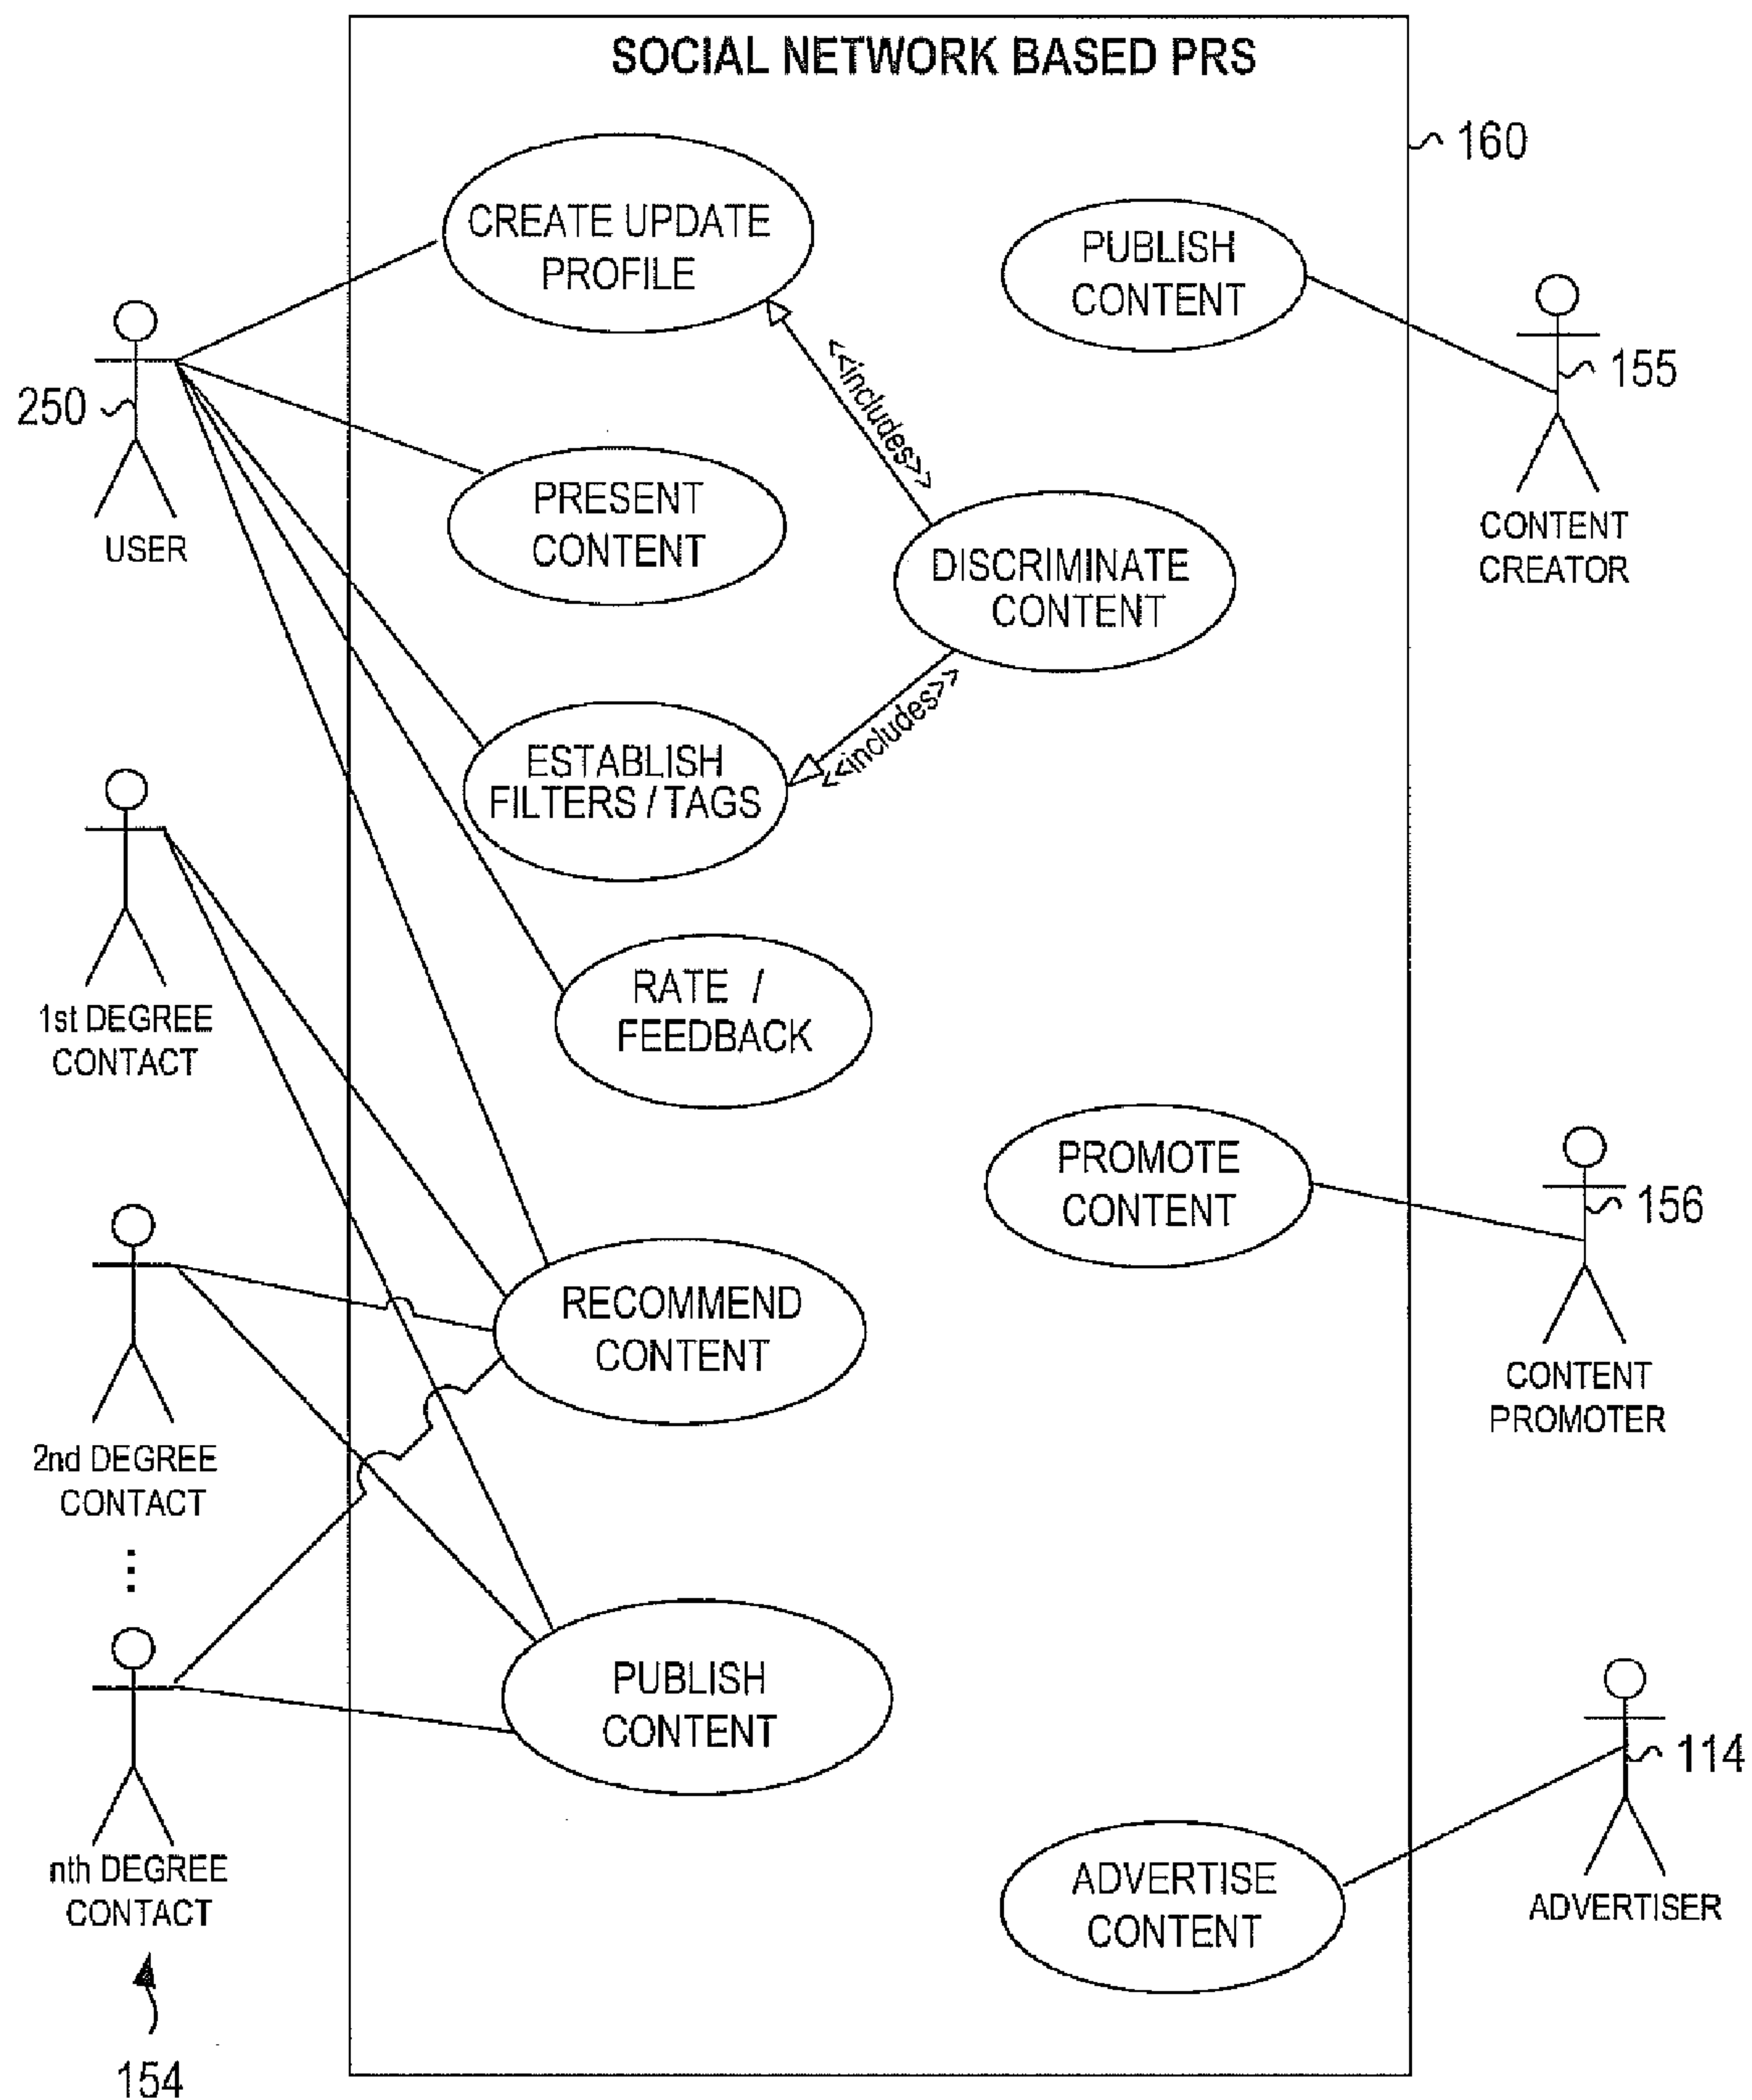 SOCIAL NETWORK BASED PRS
160
CREATE UPDATE
PROFILE
PUBLISH
CONTENT
155
CONTENT
CREATOR
250
USER
<<includes>>
PRESENT
CONTENT
DISCRIMINATE
CONTENT
<<includes>>
ESTABLISH
FILTERS / TAGS
1st DEGREE
CONTACT
RATE /
FEEDBACK
PROMOTE
CONTENT
156
CONTENT
PROMOTER
2nd DEGREE
CONTACT
RECOMMEND
CONTENT
PUBLISH
CONTENT
114
ADVERTISER
nth DEGREE
CONTACT
ADVERTISE
CONTENT
154